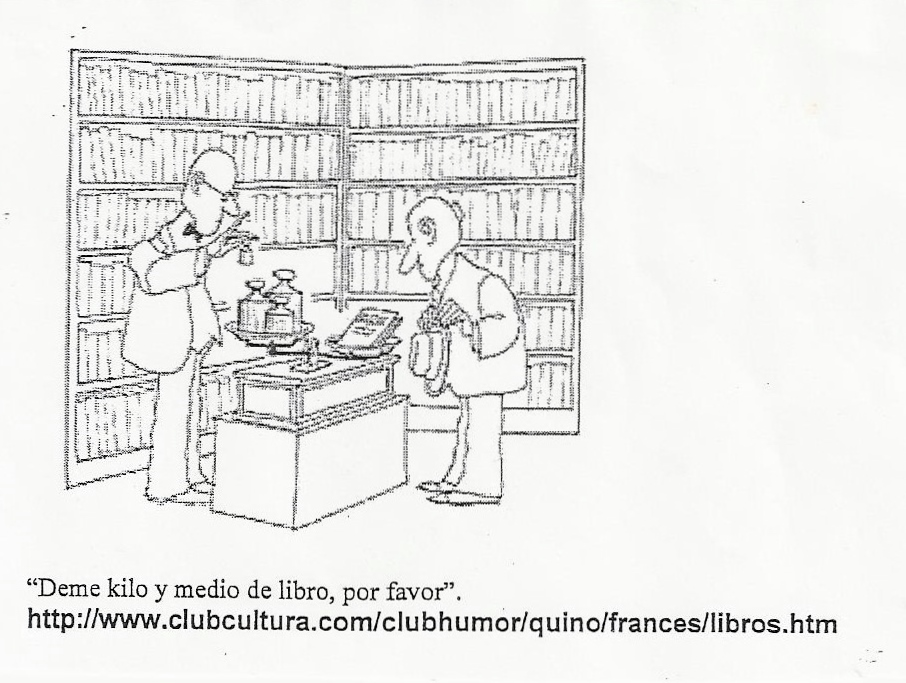 “Deme kilo y medio de libro, por favor”.
http://www.clubcultura.com/clubhumor/quino/frances/libros.htm